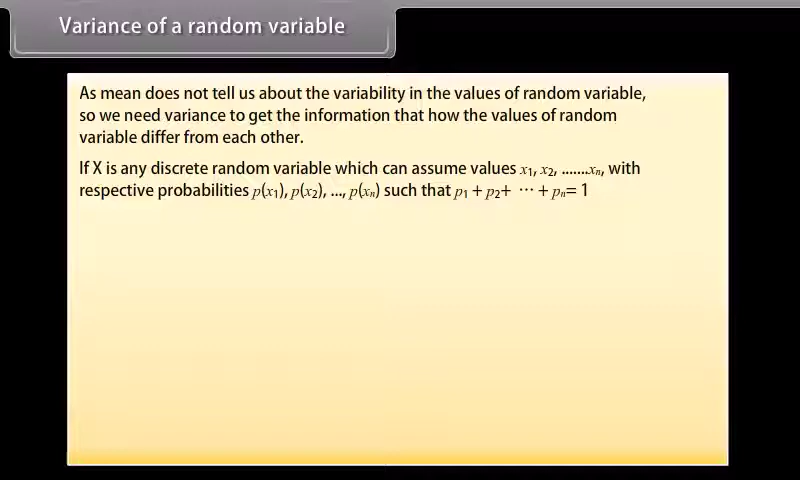 Variance of a random variable
As mean does not tell us about the variability in the values of random variable,
so we need variance to get the information that how the values of random
variable differ from each other.
If X is any discrete random variable which can assume values x₁, x₂, .......xₙ, with
respective probabilities p(x₁), p(x₂), ..., p(xₙ) such that p₁ + p₂+ ··· + pₙ= 1